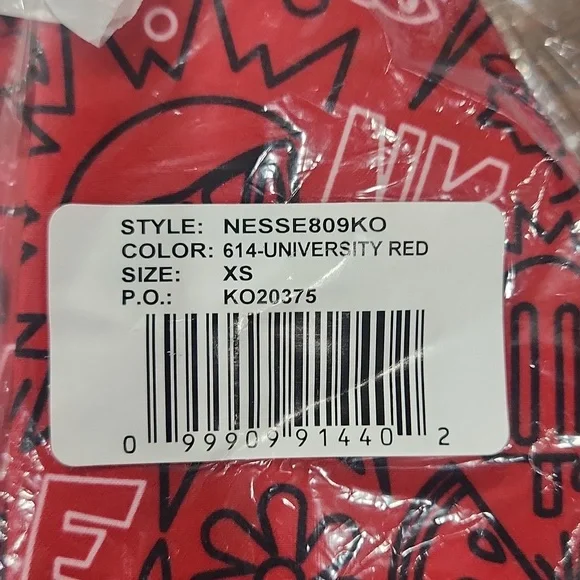 STYLE: NESSE809KO
COLOR: 614-UNIVERSITY RED
SIZE: XS
P.O.: KO20375
0 99909 91440 2